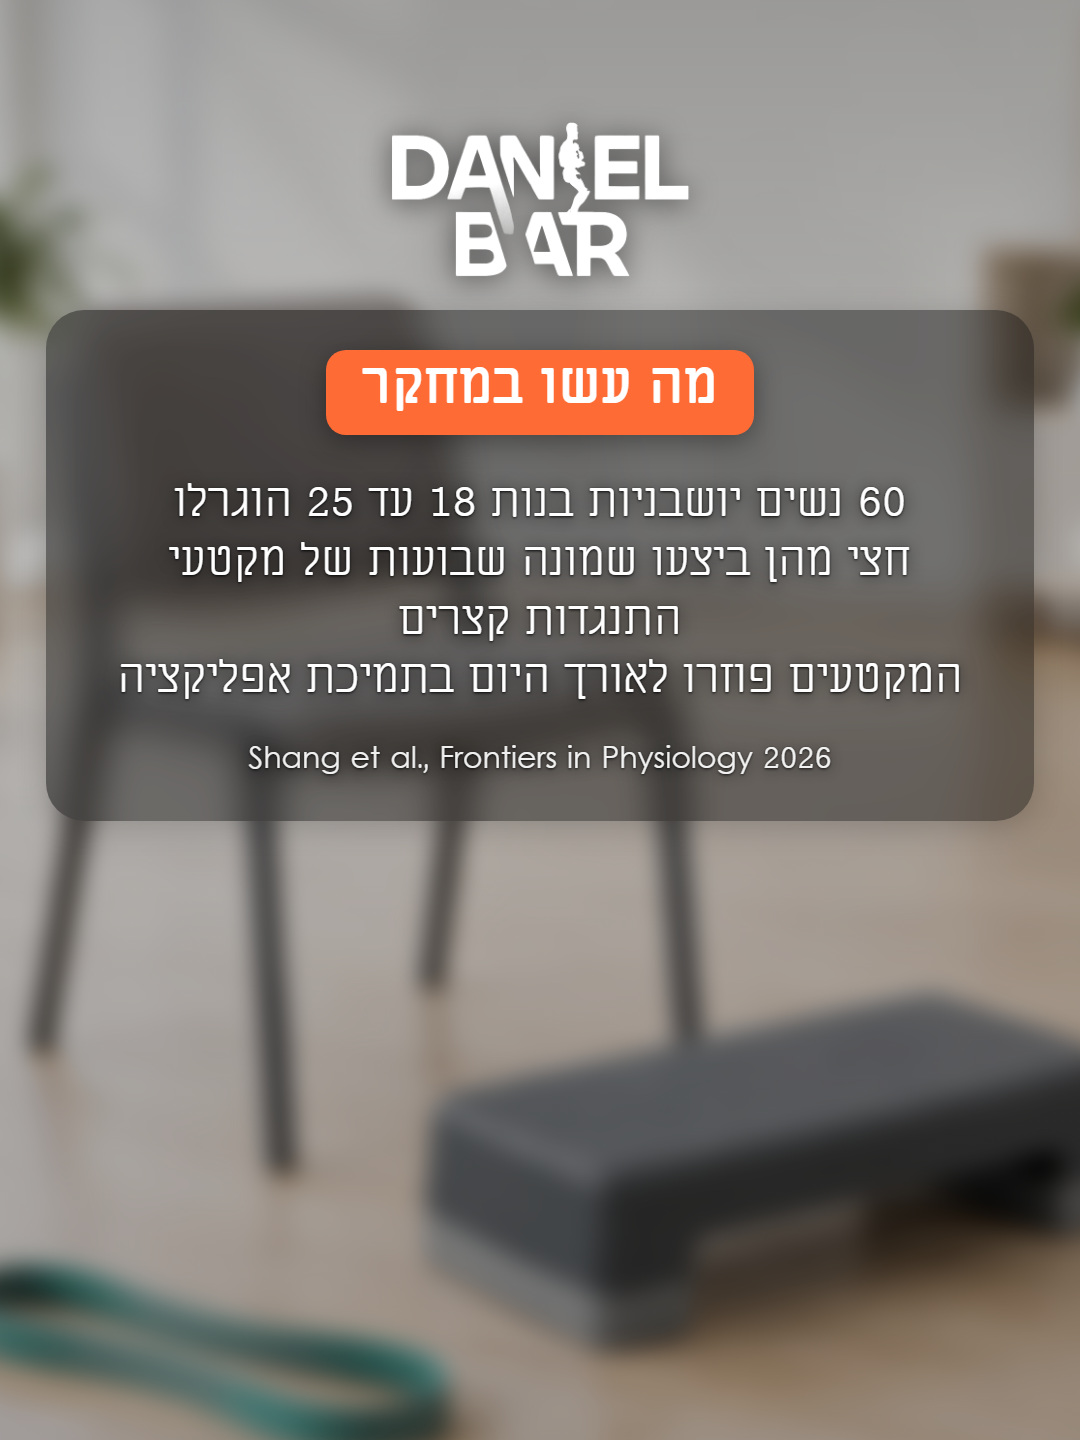 DANIEL
BAR
מה עשו במחקר
60 נשים יושבניות בנות 18 עד 25 הוגרלו
חצי מהן ביצעו שמונה שבועות של מקטעי
התנגדות קצרים
המקטעים פוזרו לאורך היום בתמיכת אפליקציה
Shang et al., Frontiers in Physiology 2026